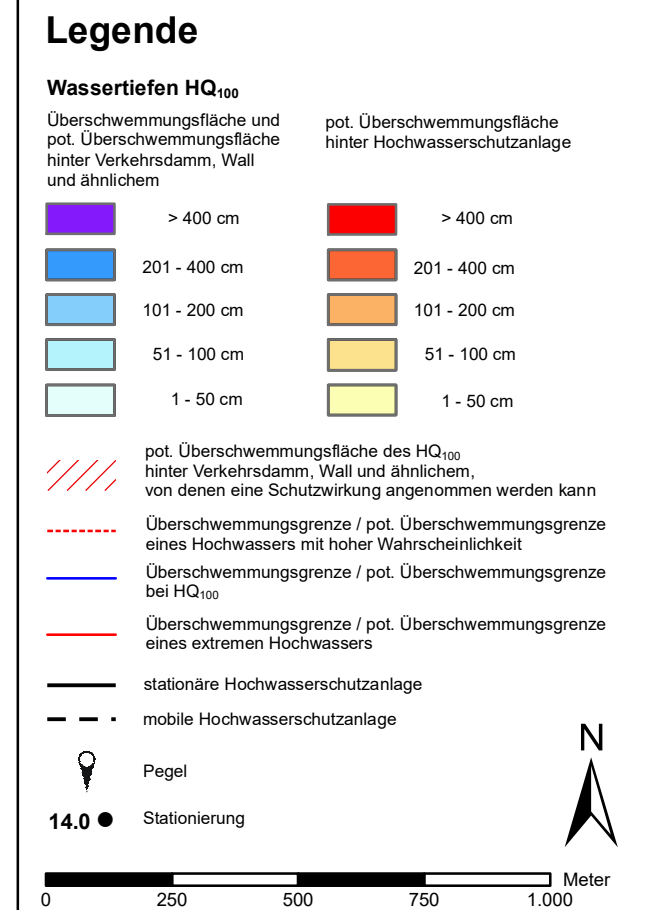 Legende
Wassertiefen HQ100
Überschwemmungsfläche und
pot. Überschwemmungsfläche
hinter Verkehrsdamm, Wall
und ähnlichem
pot. Überschwemmungsfläche
hinter Hochwasserschutzanlage
> 400 cm
> 400 cm
201 - 400 cm
201 - 400 cm
101 - 200 cm
101 - 200 cm
51 - 100 cm
51 - 100 cm
1 - 50 cm
1 - 50 cm
pot. Überschwemmungsfläche des HQ100
hinter Verkehrsdamm, Wall und ähnlichem,
von denen eine Schutzwirkung angenommen werden kann
Überschwemmungsgrenze / pot. Überschwemmungsgrenze
eines Hochwassers mit hoher Wahrscheinlichkeit
Überschwemmungsgrenze / pot. Überschwemmungsgrenze
bei HQ100
Überschwemmungsgrenze / pot. Überschwemmungsgrenze
eines extremen Hochwassers
stationäre Hochwasserschutzanlage
mobile Hochwasserschutzanlage
N
Pegel
14.0 Stationierung
Meter
0 250 500 750 1.000